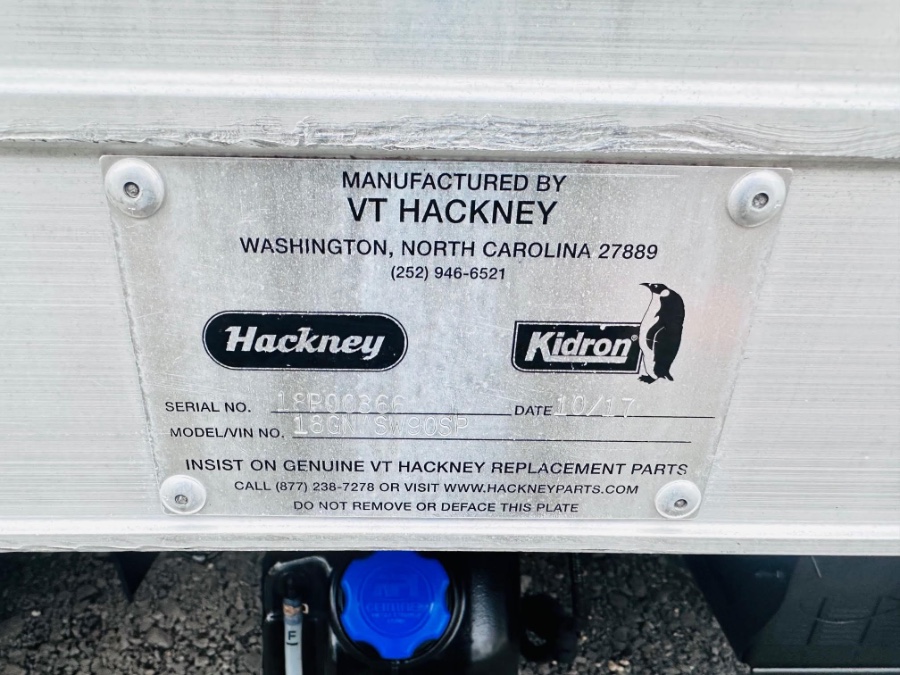 MANUFACTURED BY
VT HACKNEY
WASHINGTON, NORTH CAROLINA 27889
(252) 946-6521
Hackney
Kidron®
SERIAL NO. DATE 10/17
MODEL/VIN NO.
INSIST ON GENUINE VT HACKNEY REPLACEMENT PARTS
CALL (877) 238-7278 OR VISIT WWW.HACKNEYPARTS.COM
DO NOT REMOVE OR DEFACE THIS PLATE
F